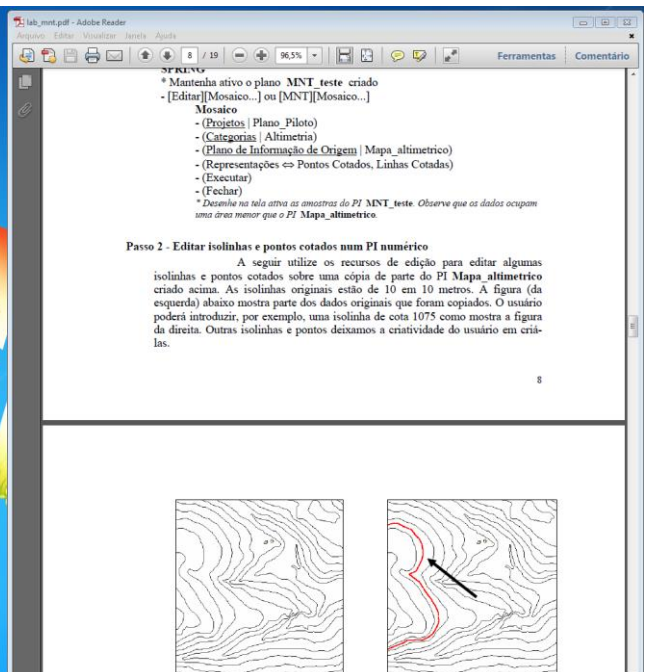 lab_mnt.pdf - Adobe Reader
Arquivo Editar Visualizar Janela Ajuda
8 / 19 96,5% Ferramentas Comentário
SPRING
* Mantenha ativo o plano MNT_teste criado
- [Editar][Mosaico...] ou [MNT][Mosaico...]
Mosaico
- (Projetos | Plano_Piloto)
- (Categorias | Altimetria)
- (Plano de Informação de Origem | Mapa_altimetrico)
- (Representações ⇔ Pontos Cotados, Linhas Cotadas)
- (Executar)
- (Fechar)
* Desenhe na tela ativa as amostras do PI MNT_teste. Observe que os dados ocupam
uma área menor que o PI Mapa_altimetrico.
Passo 2 - Editar isolinhas e pontos cotados num PI numérico
A seguir utilize os recursos de edição para editar algumas
isolinhas e pontos cotados sobre uma cópia de parte do PI Mapa_altimetrico
criado acima. As isolinhas originais estão de 10 em 10 metros. A figura (da
esquerda) abaixo mostra parte dos dados originais que foram copiados. O usuário
poderá introduzir, por exemplo, uma isolinha de cota 1075 como mostra a figura
da direita. Outras isolinhas e pontos deixamos a criatividade do usuário em criá-
las.
8